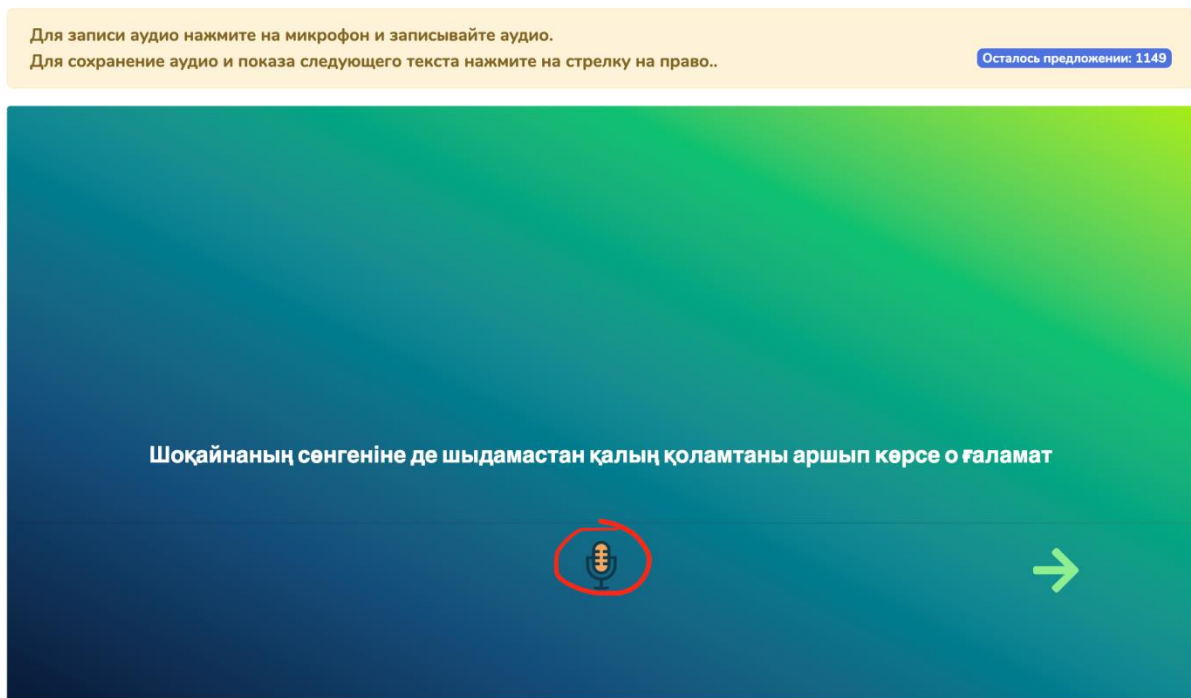 Для записи аудио нажмите на микрофон и записывайте аудио.
Для сохранение аудио и показа следующего текста нажмите на стрелку на право..
Осталось предложении: 1149
Шоқайнаның сөнгеніне де шыдамастан қалың қоламтаны аршып көрсе о ғаламат